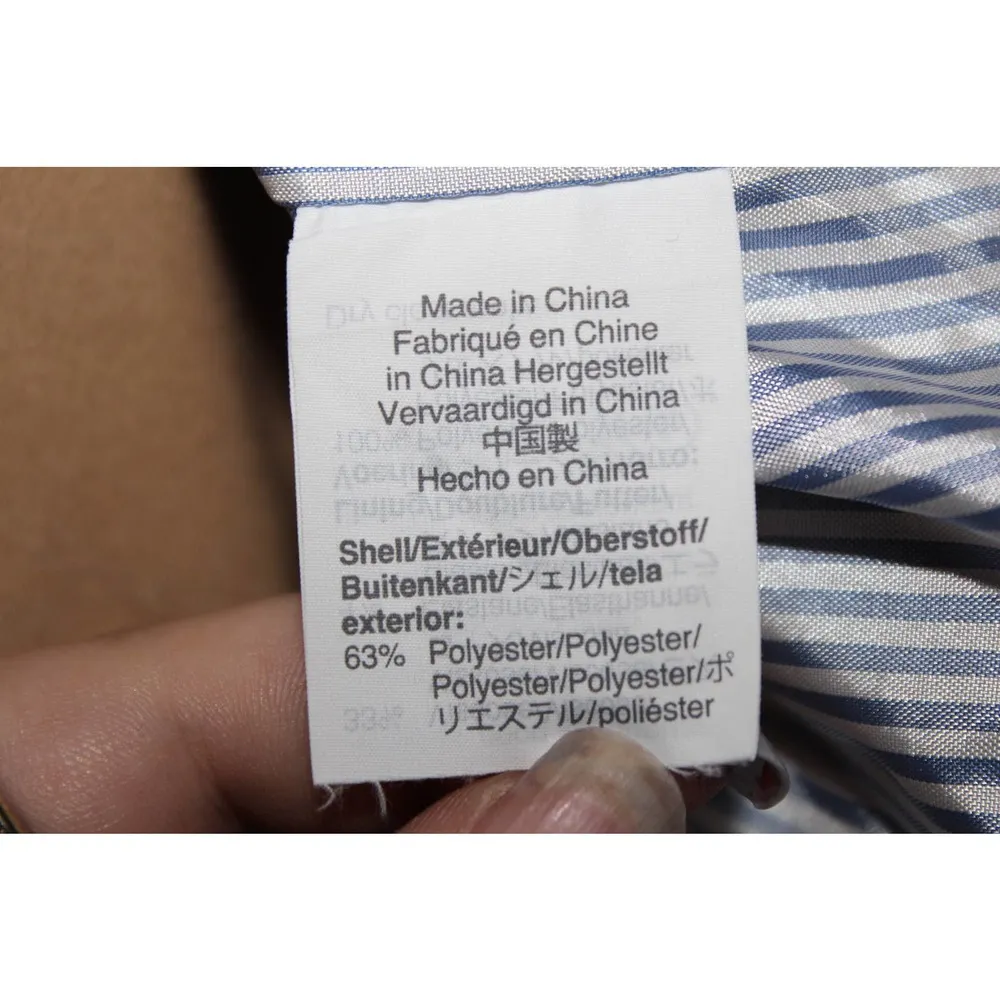 Made in China
Fabriqué en Chine
in China Hergestellt
Vervaardigd in China
中国製
Hecho en China
Shell/Extérieur/Oberstoff/
Buitenkant/シェル/tela
exterior:
63% Polyester/Polyester/
Polyester/Polyester/ポ
リエステル/poliéster